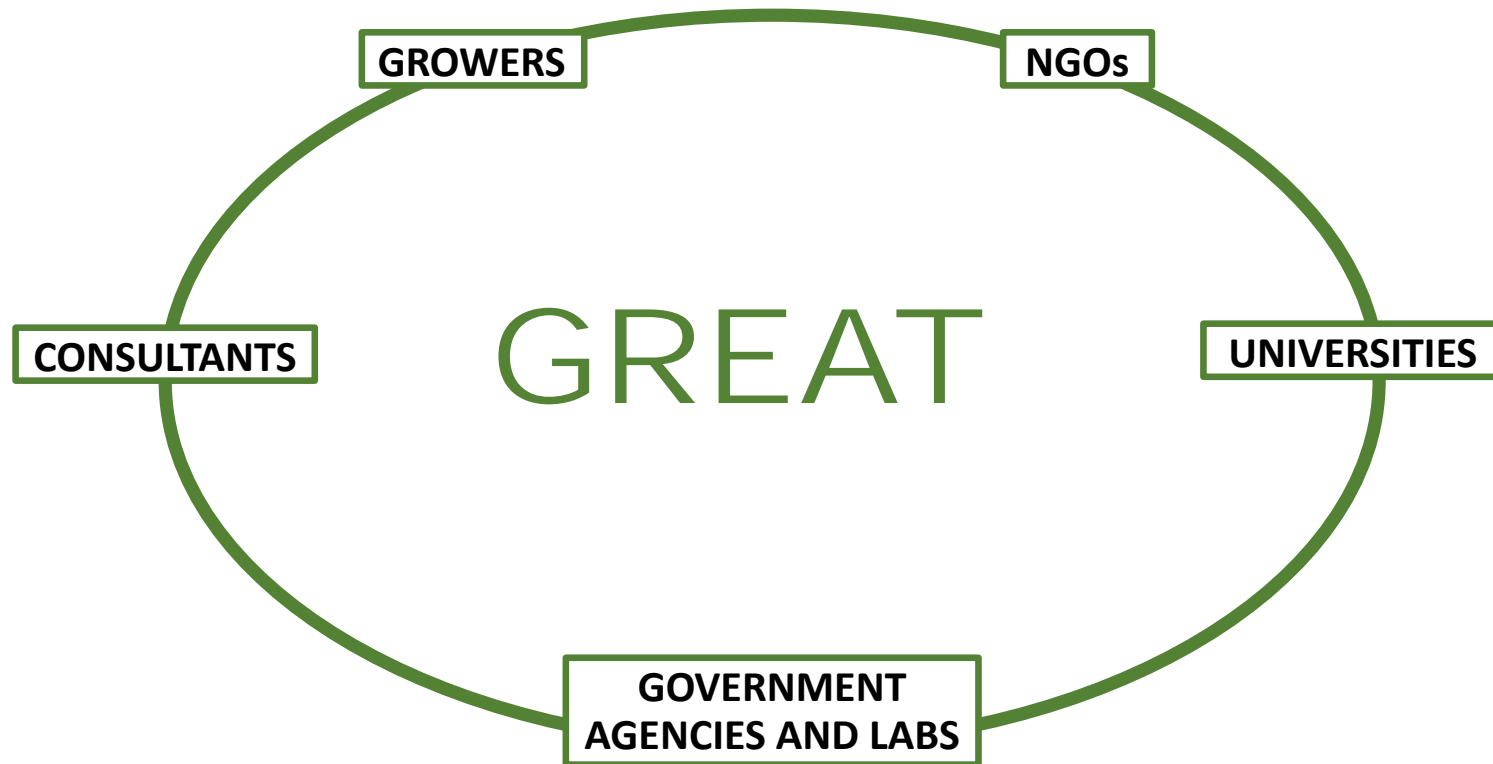 GROWERS
NGOs
CONSULTANTS
GREAT
UNIVERSITIES
GOVERNMENT
AGENCIES AND LABS